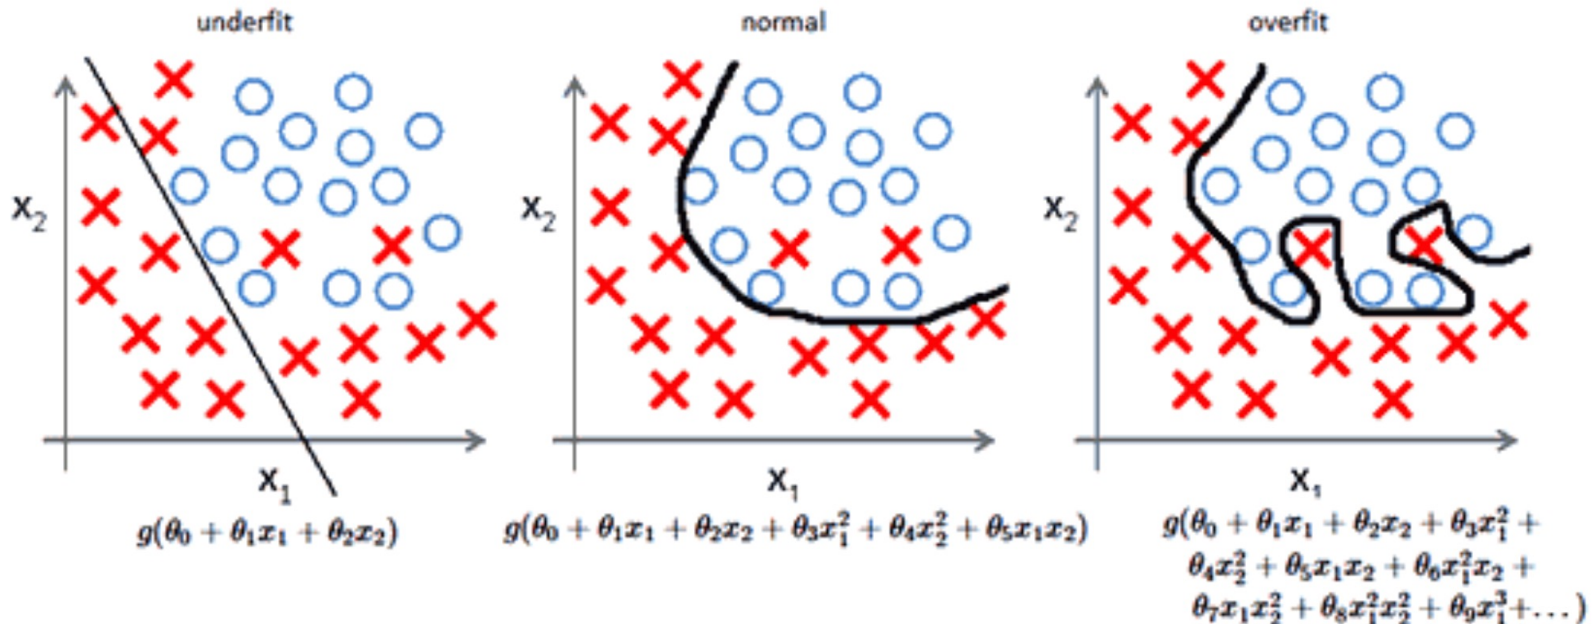 underfit
normal
overfit
x₂
x₂
x₂
x₁
x₁
x₁
g(θ₀ + θ₁x₁ + θ₂x₂)
g(θ₀ + θ₁x₁ + θ₂x₂ + θ₃x₁² + θ₄x₂² + θ₅x₁x₂)
g(θ₀ + θ₁x₁ + θ₂x₂ + θ₃x₁² +
θ₄x₂² + θ₅x₁x₂ + θ₆x₁²x₂ +
θ₇x₁x₂² + θ₈x₁²x₂² + θ₉x₁³+...)